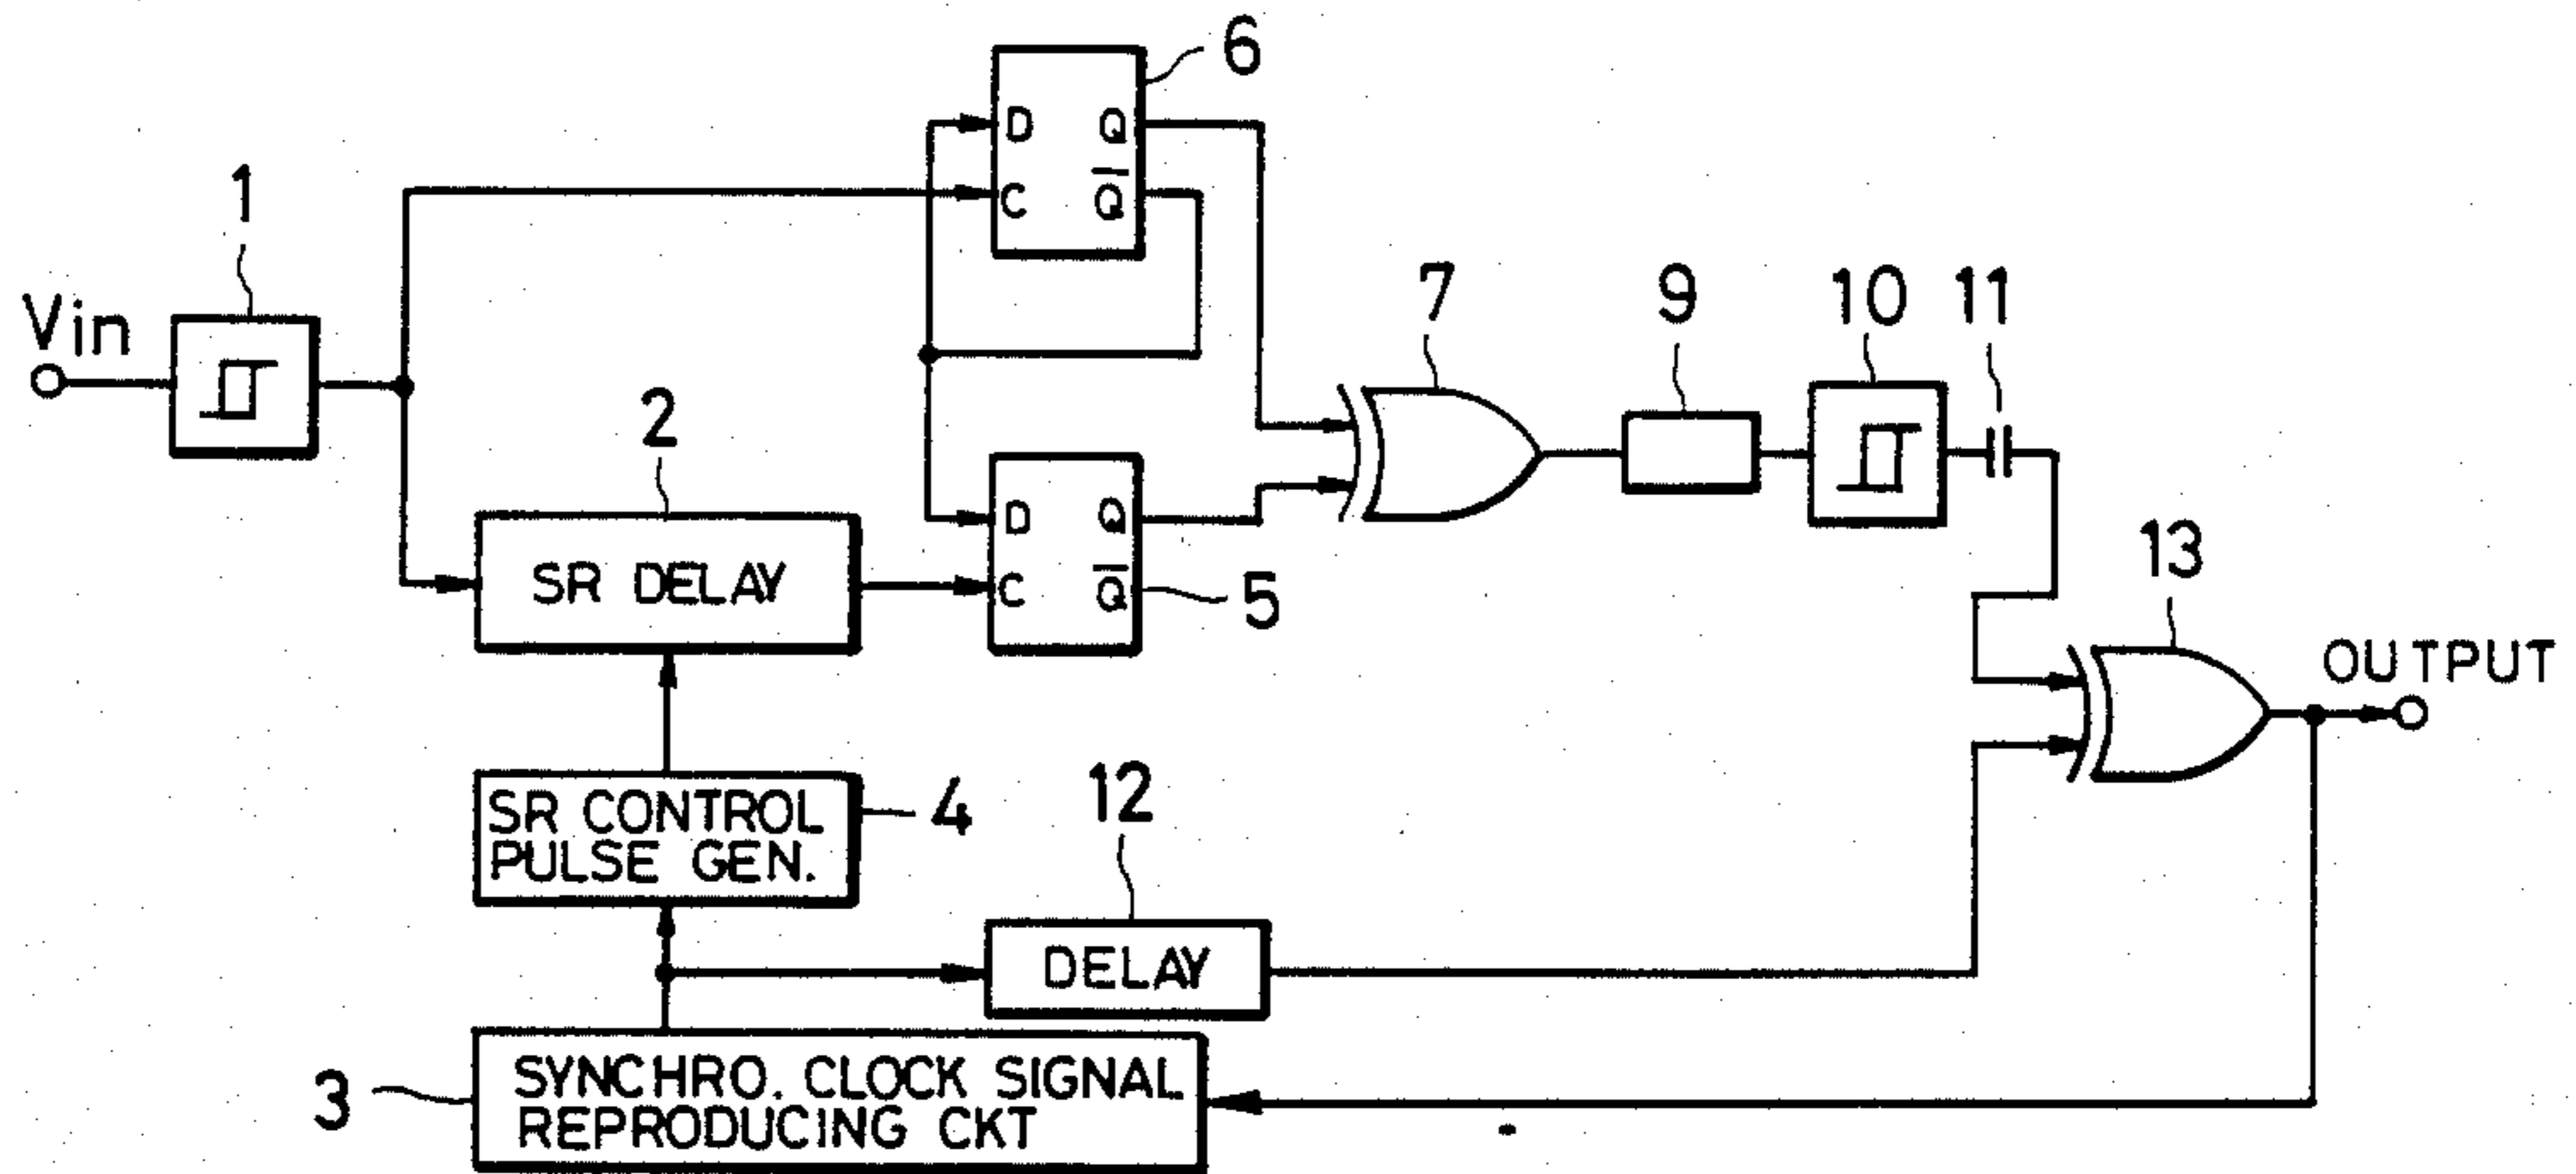 6
D Q
C Q̅
1
Vin
7
9
10
11
2
SR DELAY
D Q
C Q̅
5
13
OUTPUT
SR CONTROL
PULSE GEN.
4
12
DELAY
3
SYNCHRO. CLOCK SIGNAL
REPRODUCING CKT